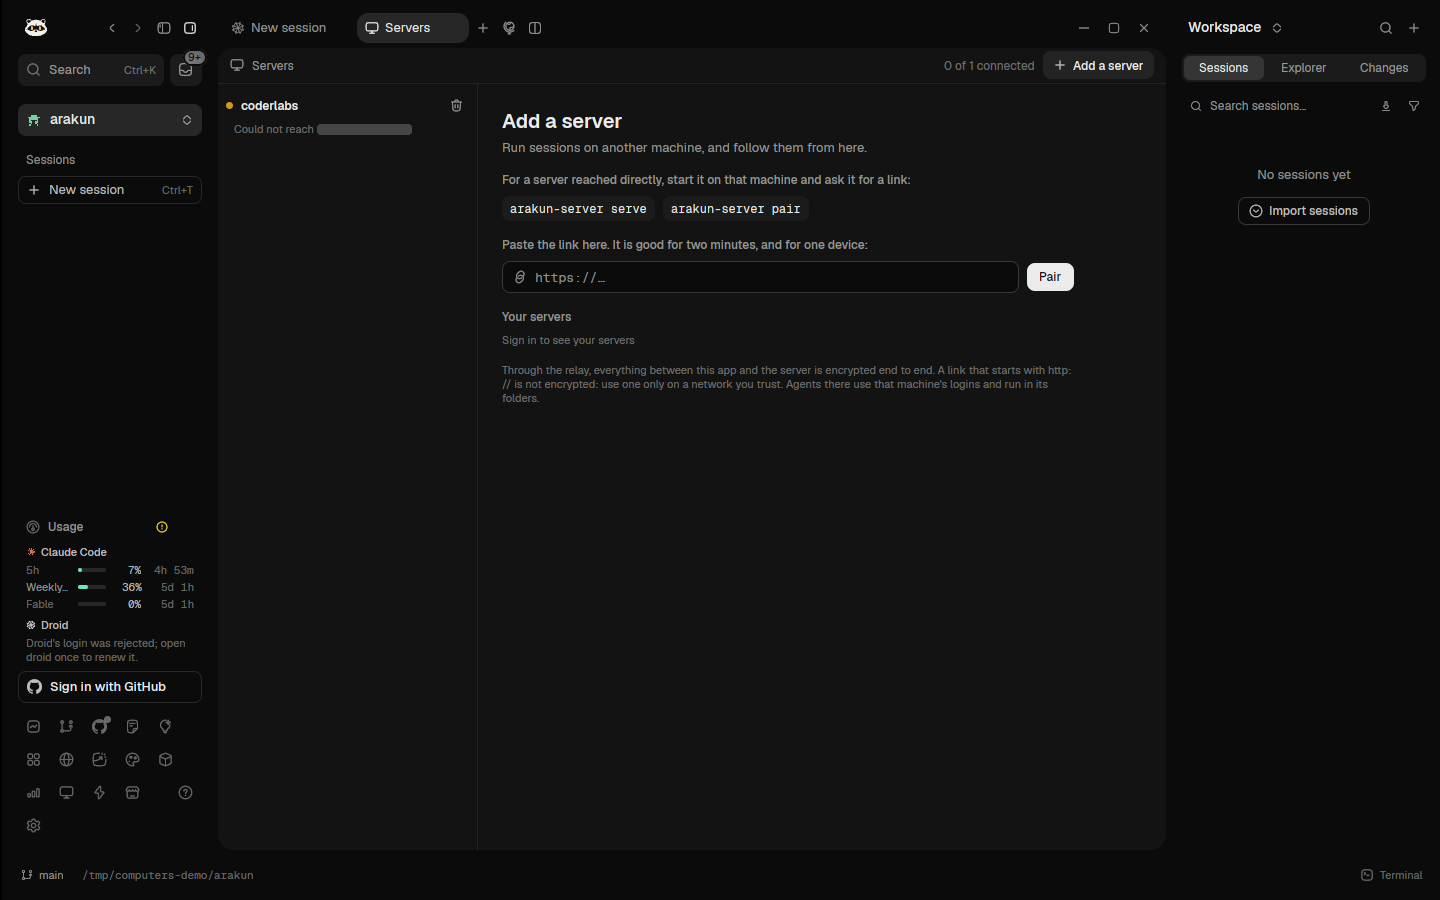 New session
Servers
Workspace
Search
Ctrl+K
9+
Servers
0 of 1 connected
Add a server
Sessions
Explorer
Changes
arakun
coderlabs
Could not reach
Search sessions…
Sessions
New session
Ctrl+T
Add a server
Run sessions on another machine, and follow them from here.
For a server reached directly, start it on that machine and ask it for a link:
arakun-server serve
arakun-server pair
Paste the link here. It is good for two minutes, and for one device:
https://…
Pair
Your servers
Sign in to see your servers
Through the relay, everything between this app and the server is encrypted end to end. A link that starts with http:
// is not encrypted: use one only on a network you trust. Agents there use that machine's logins and run in its
folders.
No sessions yet
Import sessions
Usage
Claude Code
5h 7% 4h 53m
Weekly… 36% 5d 1h
Fable 0% 5d 1h
Droid
Droid's login was rejected; open
droid once to renew it.
Sign in with GitHub
main
/tmp/computers-demo/arakun
Terminal